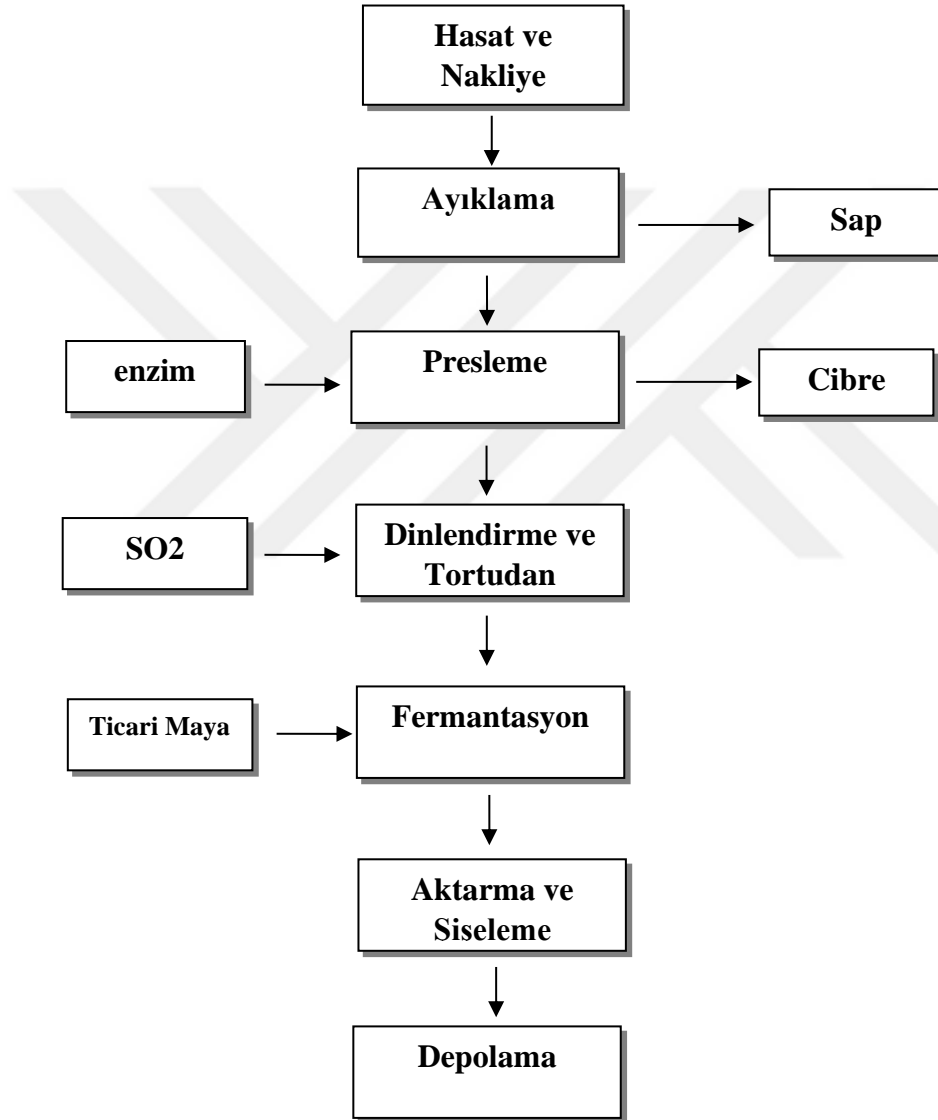 Hasat ve
Nakliye
Ayıklama
Sap
enzim
Presleme
Cibre
SO2
Dinlendirme ve
Tortudan
Ticari Maya
Fermantasyon
Aktarma ve
Siseleme
Depolama